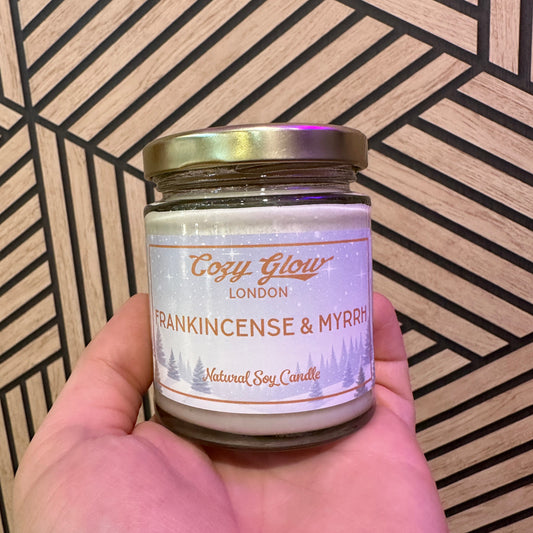 Cozy Glow
LONDON
FRANKINCENSE & MYRRH
Natural Soy Candle